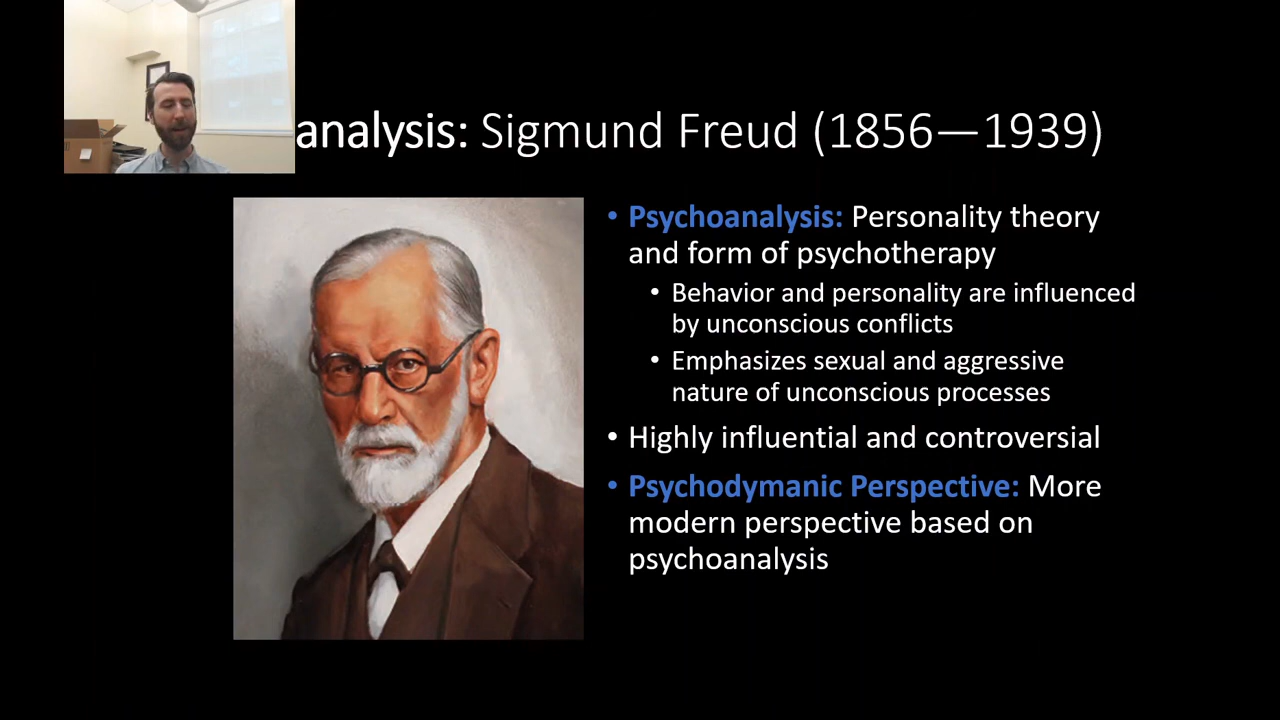 analysis: Sigmund Freud (1856—1939)
• Psychoanalysis: Personality theory
and form of psychotherapy
• Behavior and personality are influenced
by unconscious conflicts
• Emphasizes sexual and aggressive
nature of unconscious processes
• Highly influential and controversial
• Psychodymanic Perspective: More
modern perspective based on
psychoanalysis